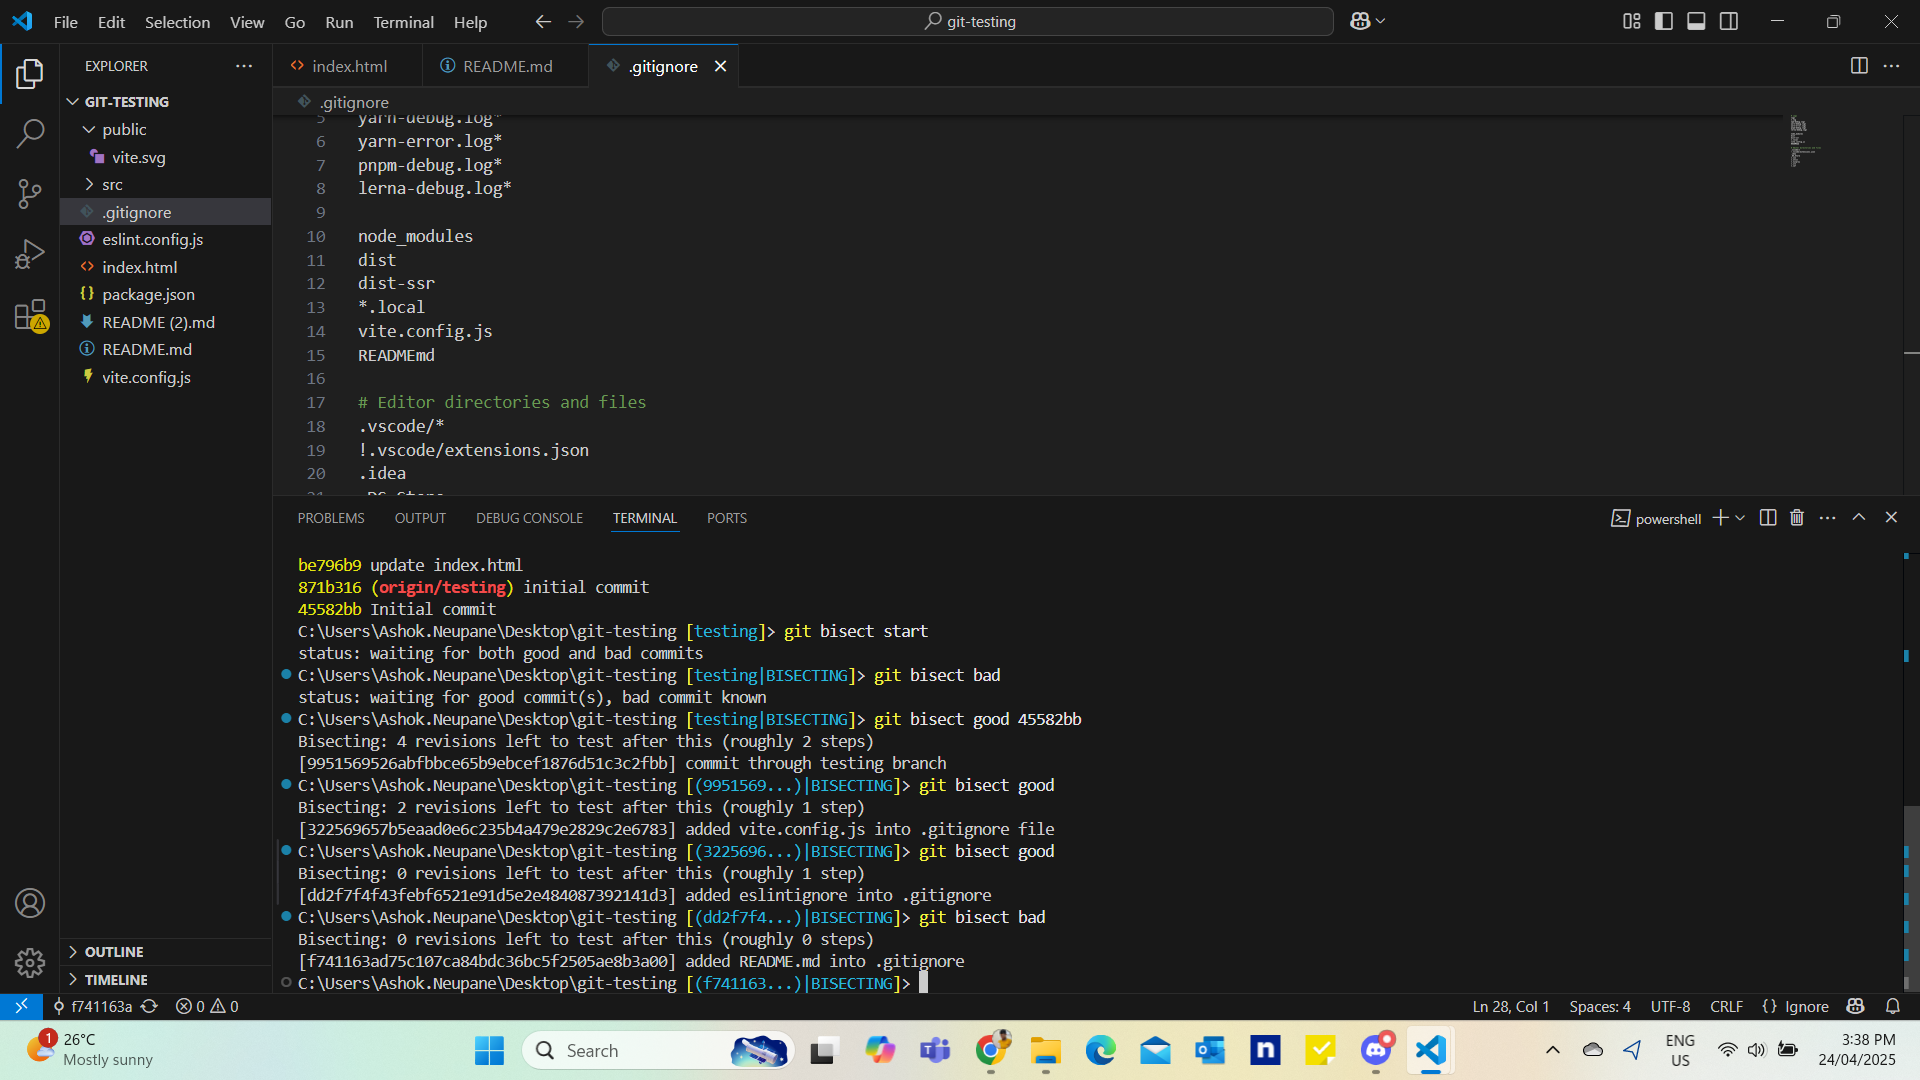 File Edit Selection View Go Run Terminal Help
git-testing
EXPLORER
GIT-TESTING
public
vite.svg
src
.gitignore
eslint.config.js
index.html
package.json
README (2).md
README.md
vite.config.js
OUTLINE
TIMELINE
index.html README.md .gitignore
.gitignore
5 yarn-debug.log*
6 yarn-error.log*
7 pnpm-debug.log*
8 lerna-debug.log*
9
10 node_modules
11 dist
12 dist-ssr
13 *.local
14 vite.config.js
15 READMEmd
16
17 # Editor directories and files
18 .vscode/*
19 !.vscode/extensions.json
20 .idea
21 .DS_Store
PROBLEMS OUTPUT DEBUG CONSOLE TERMINAL PORTS
powershell
be796b9 update index.html
871b316 (origin/testing) initial commit
45582bb Initial commit
C:\Users\Ashok.Neupane\Desktop\git-testing [testing]> git bisect start
status: waiting for both good and bad commits
C:\Users\Ashok.Neupane\Desktop\git-testing [testing|BISECTING]> git bisect bad
status: waiting for good commit(s), bad commit known
C:\Users\Ashok.Neupane\Desktop\git-testing [testing|BISECTING]> git bisect good 45582bb
Bisecting: 4 revisions left to test after this (roughly 2 steps)
[9951569526abfbbce65b9ebcef1876d51c3c2fbb] commit through testing branch
C:\Users\Ashok.Neupane\Desktop\git-testing [(9951569...)|BISECTING]> git bisect good
Bisecting: 2 revisions left to test after this (roughly 1 step)
[322569657b5eaad0e6c235b4a479e2829c2e6783] added vite.config.js into .gitignore file
C:\Users\Ashok.Neupane\Desktop\git-testing [(3225696...)|BISECTING]> git bisect good
Bisecting: 0 revisions left to test after this (roughly 1 step)
[dd2f7f4f43febf6521e91d5e2e484087392141d3] added eslintignore into .gitignore
C:\Users\Ashok.Neupane\Desktop\git-testing [(dd2f7f4...)|BISECTING]> git bisect bad
Bisecting: 0 revisions left to test after this (roughly 0 steps)
[f741163ad75c107ca84bdc36bc5f2505ae8b3a00] added README.md into .gitignore
C:\Users\Ashok.Neupane\Desktop\git-testing [(f741163...)|BISECTING]>
f741163a 0 0
Ln 28, Col 1 Spaces: 4 UTF-8 CRLF {} Ignore
1
26°C
Mostly sunny
Search
n
ENG
US
3:38 PM
24/04/2025